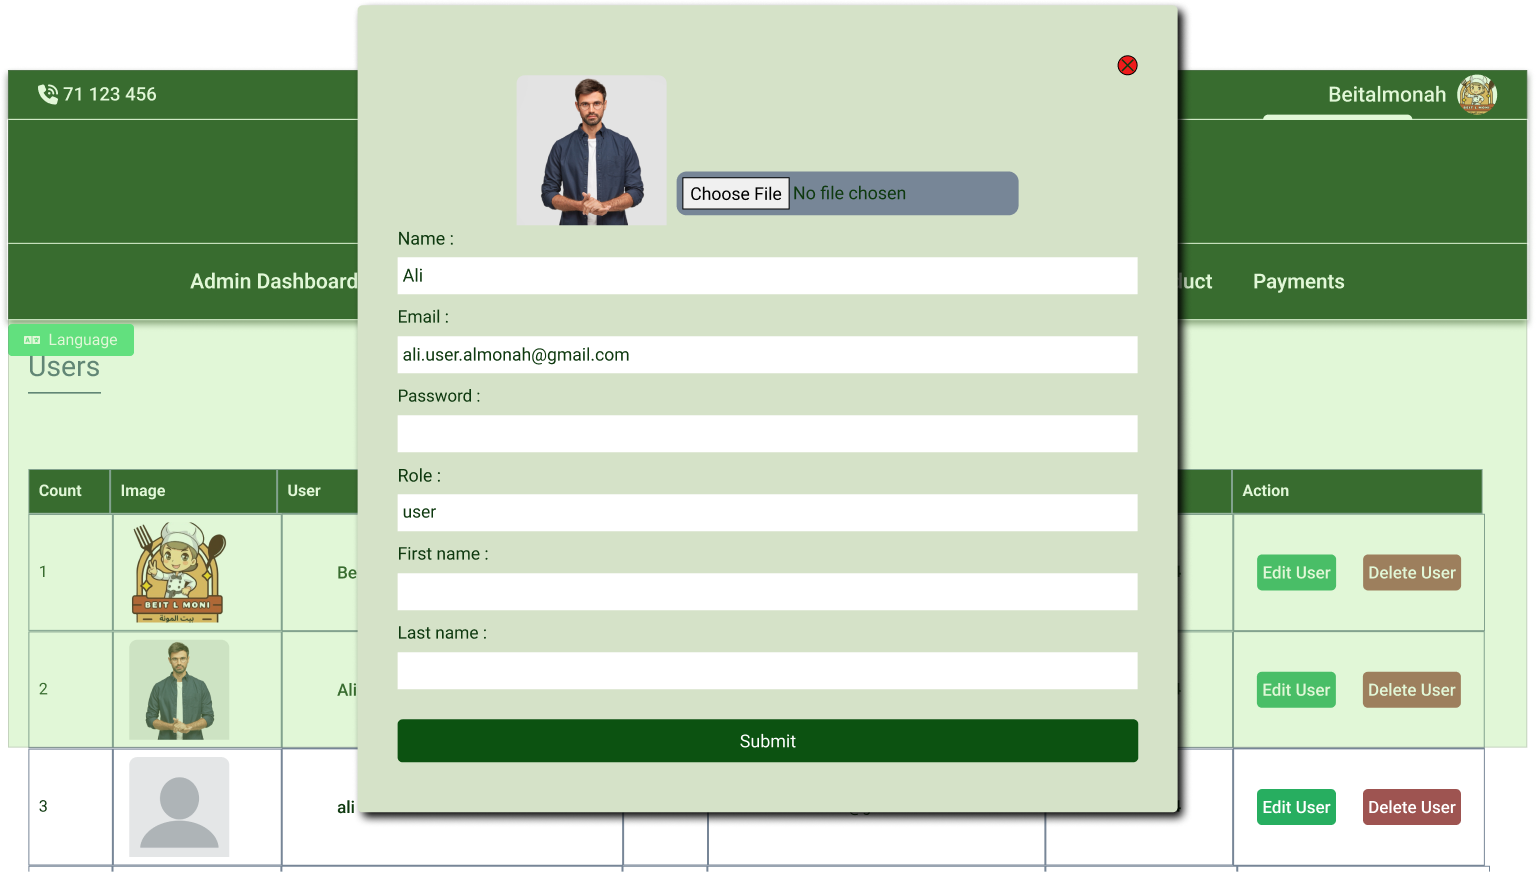 71 123 456
Beitalmonah
Choose File No file chosen
Name :
Ali
Admin Dashboard
Payments
Email :
Language
ali.user.almonah@gmail.com
Users
Password :
Role :
Count Image User Action
user
First name :
1
BEIT L MONI
بيت المونة
Be
Edit User Delete User
Last name :
2
Ali
Edit User Delete User
Submit
3
ali
Edit User Delete User